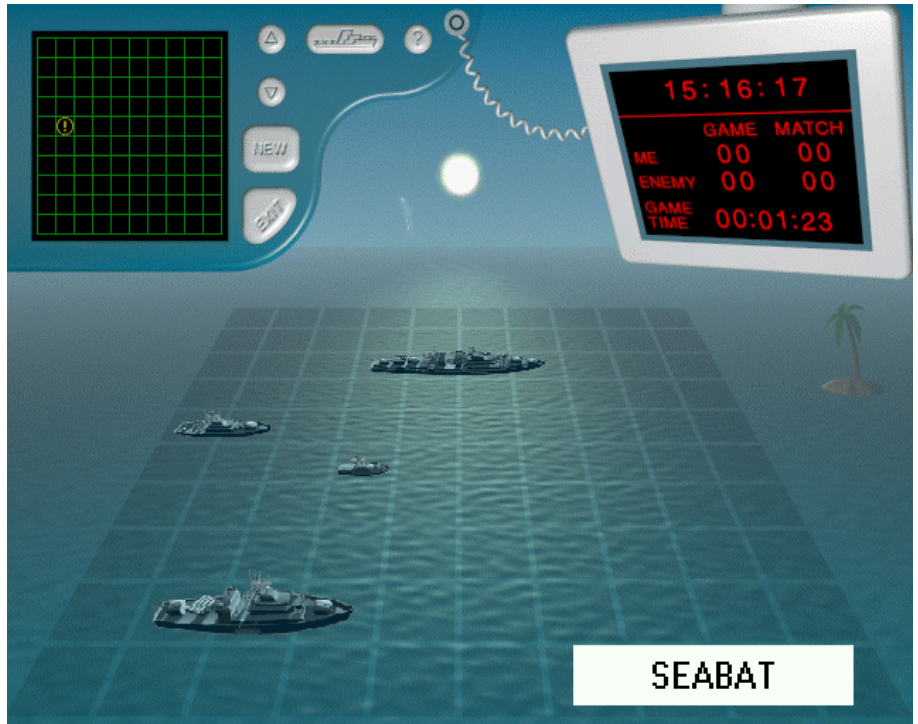 ?
NEW
EXIT
15:16:17
GAME MATCH
ME 00 00
ENEMY 00 00
GAME TIME 00:01:23
SEABAT